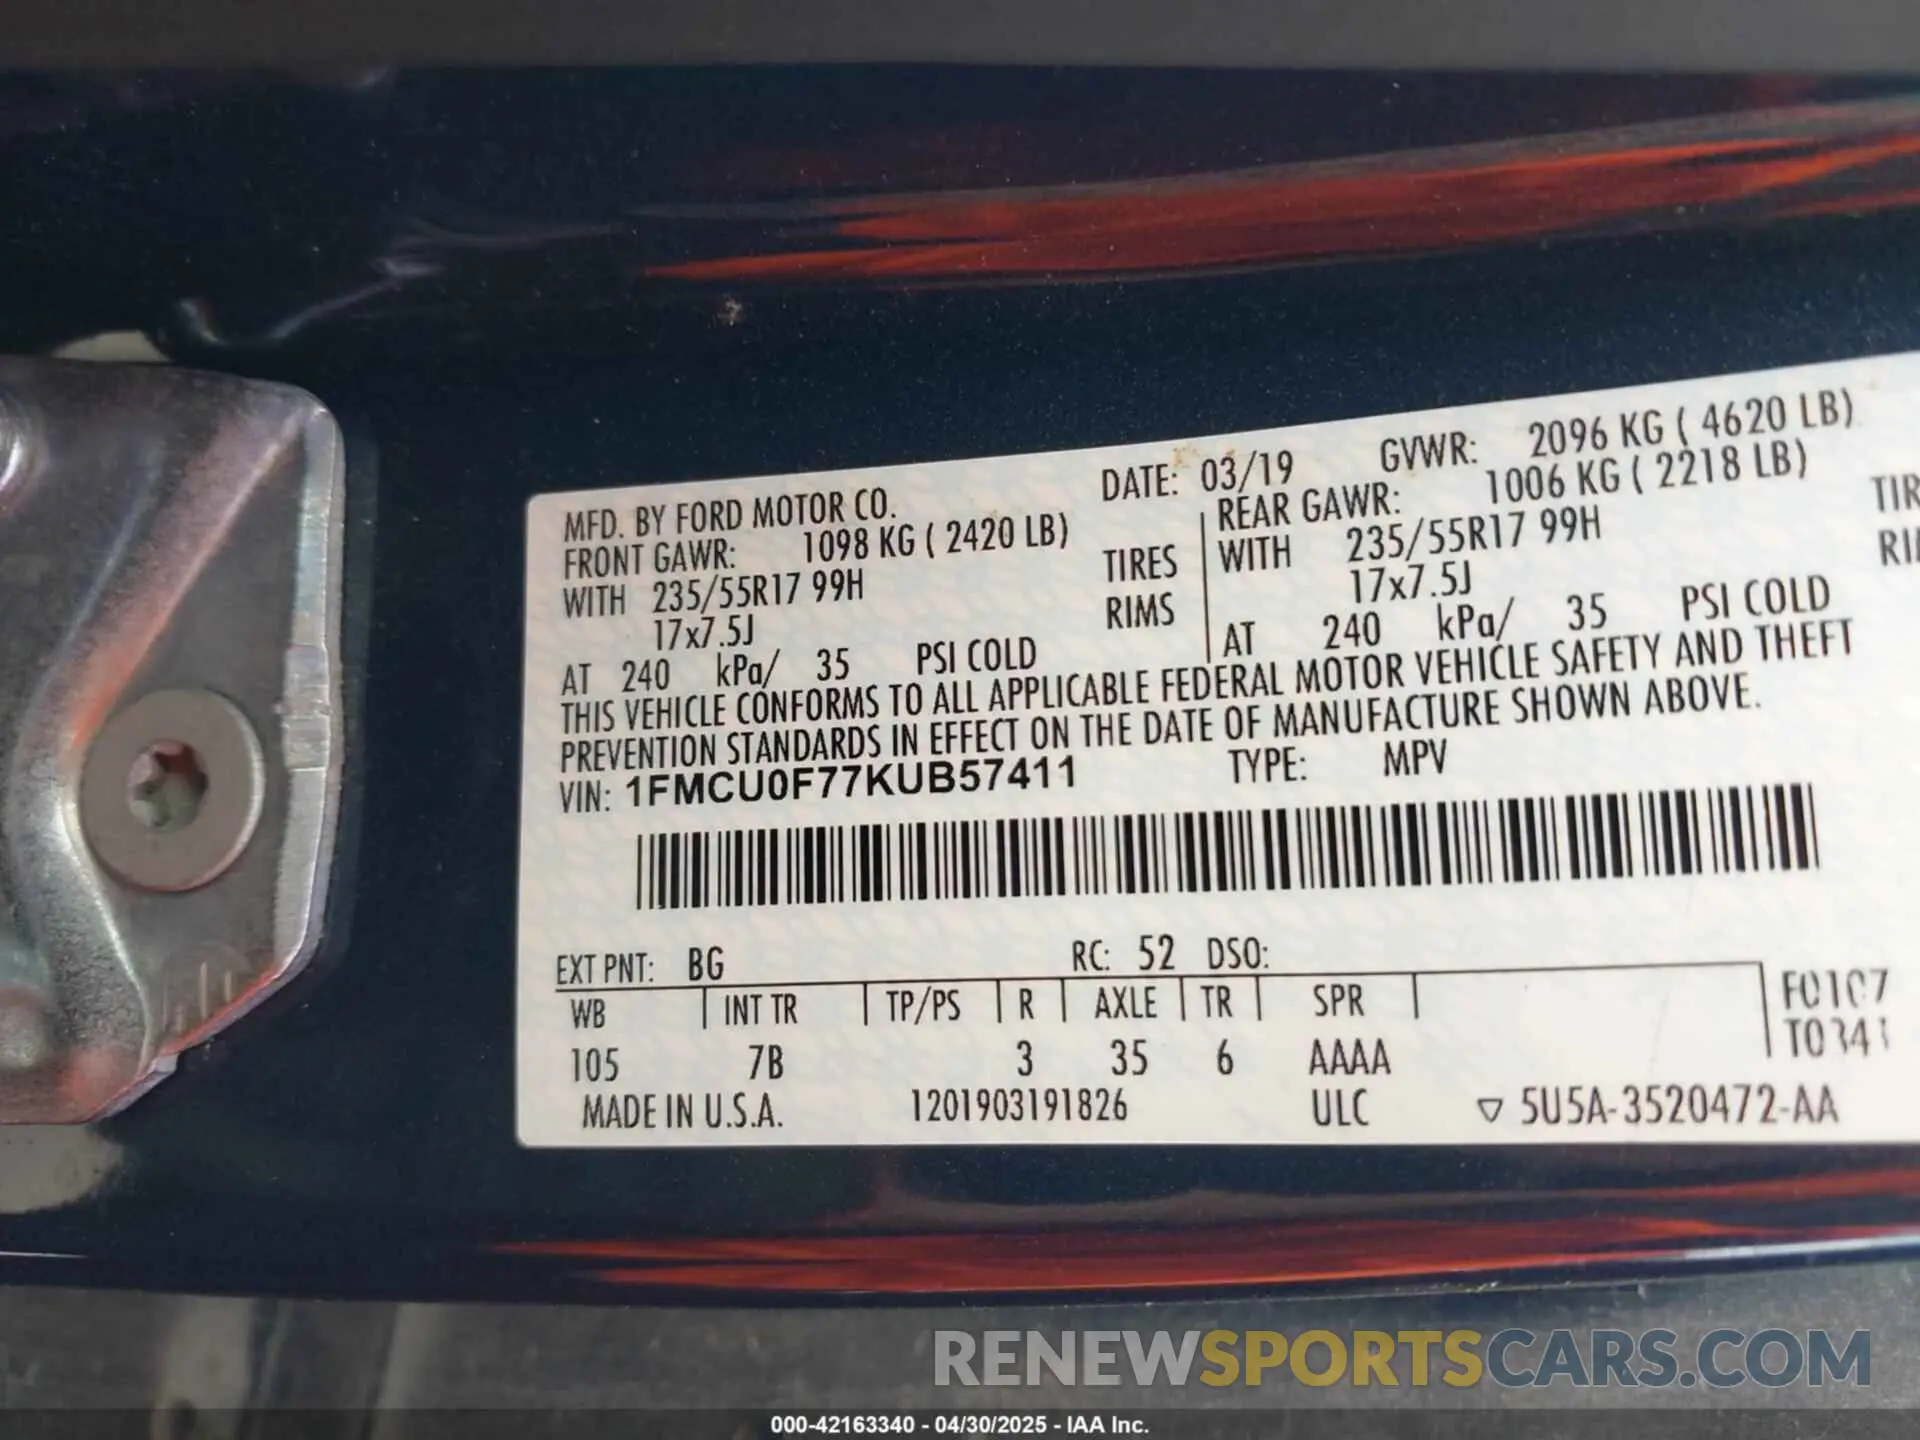 MFD. BY FORD MOTOR CO. DATE: 03/19 GVWR: 2096 KG ( 4620 LB)
FRONT GAWR: 1098 KG ( 2420 LB) REAR GAWR: 1006 KG ( 2218 LB)
WITH 235/55R17 99H TIRES WITH 235/55R17 99H
17x7.5J RIMS 17x7.5J
AT 240 kPa/ 35 PSI COLD AT 240 kPa/ 35 PSI COLD
THIS VEHICLE CONFORMS TO ALL APPLICABLE FEDERAL MOTOR VEHICLE SAFETY AND THEFT
PREVENTION STANDARDS IN EFFECT ON THE DATE OF MANUFACTURE SHOWN ABOVE.
VIN: 1FMCU0F77KUB57411 TYPE: MPV
EXT PNT: BG RC: 52 DSO:
WB INT TR TP/PS R AXLE TR SPR
105 7B 3 35 6 AAAA
MADE IN U.S.A. 1201903191826 ULC ▽ 5U5A-3520472-AA
RENEWSPORTSCARS.COM
000-42163340 - 04/30/2025 - IAA Inc.